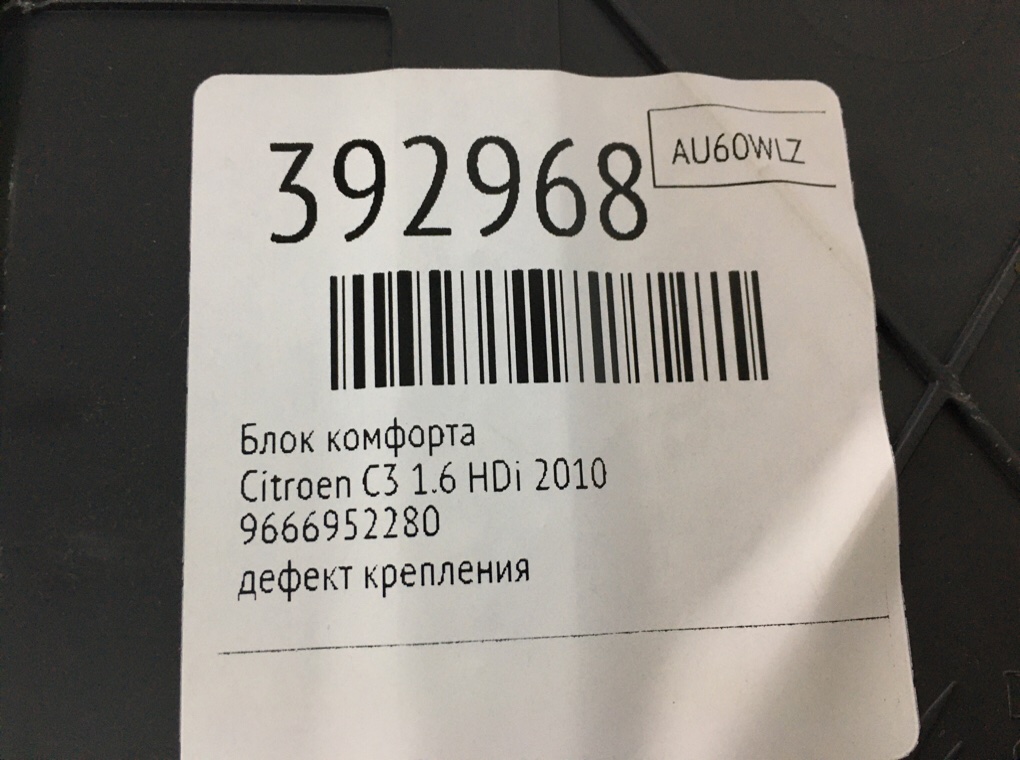 392968
AU60WLZ
Блок комфорта
Citroen C3 1.6 HDi 2010
9666952280
дефект крепления